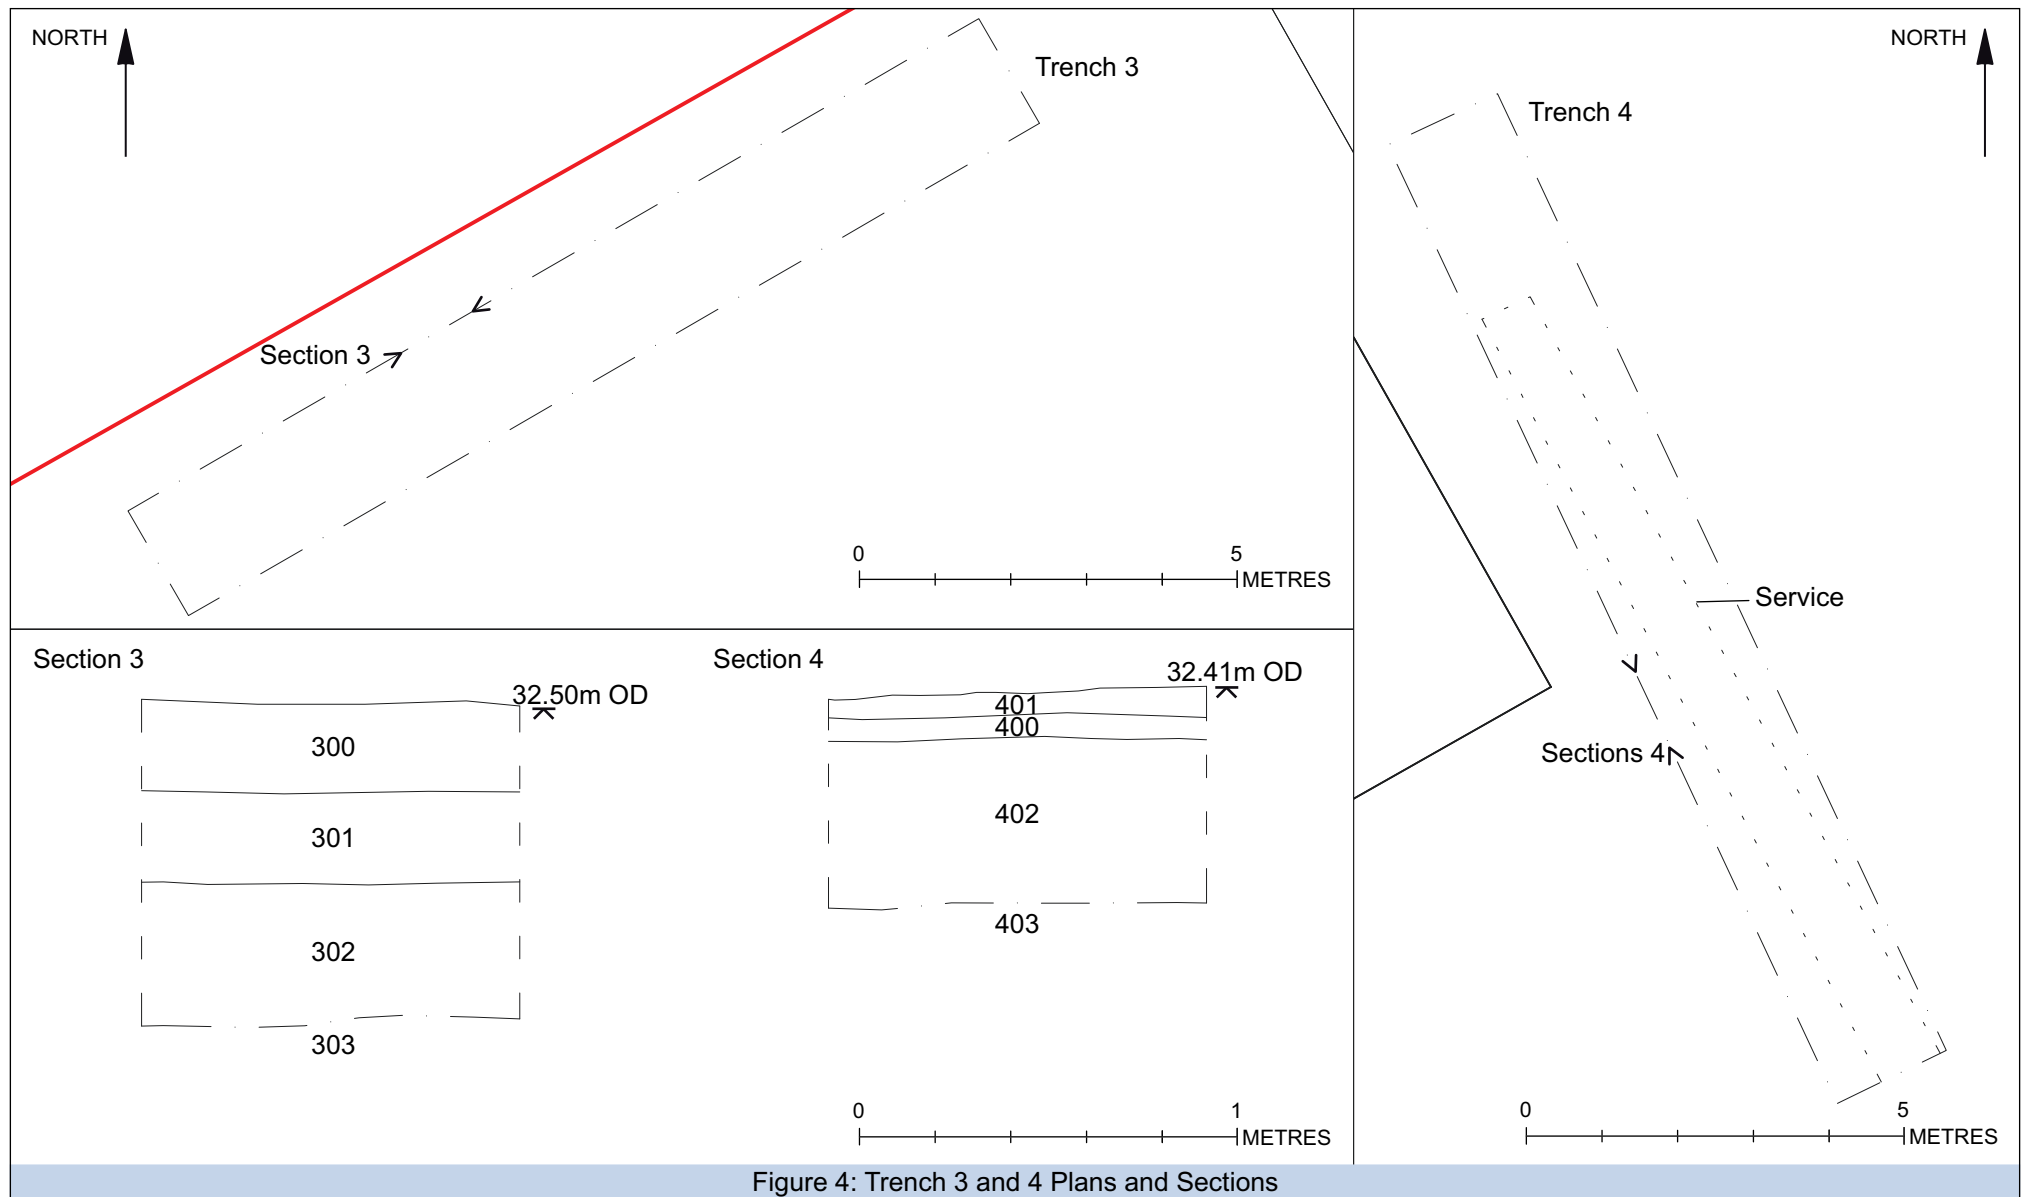 NORTH
Trench 3
Section 3
0 5
METRES
NORTH
Trench 4
Service
Sections 4
0 5
METRES
Section 3
32.50m OD
300
301
302
303
Section 4
32.41m OD
401
400
402
403
0 1
METRES
Figure 4: Trench 3 and 4 Plans and Sections